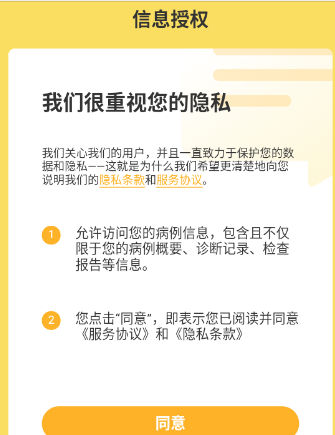 信息授权
我们很重视您的隐私
我们关心我们的用户，并且一直致力于保护您的数
据和隐私——这就是为什么我们希望更清楚地向您
说明我们的隐私条款和服务协议。
1 允许访问您的病例信息，包含且不仅
限于您的病例概要、诊断记录、检查
报告等信息。
2 您点击“同意”，即表示您已阅读并同意
《服务协议》和《隐私条款》
同意